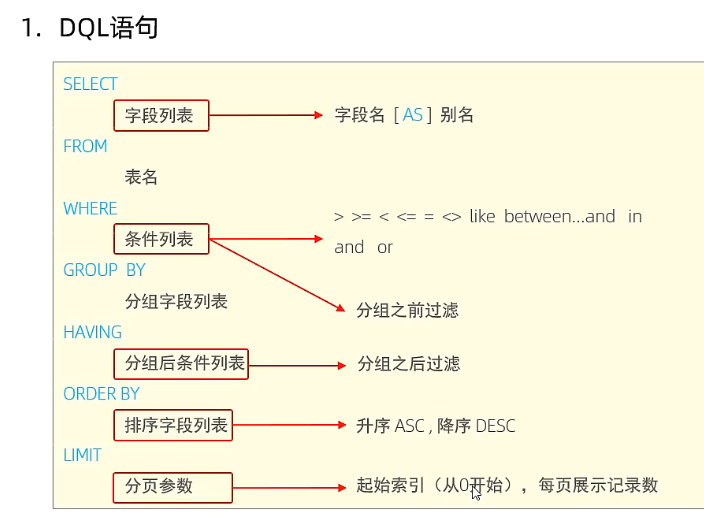 1. DQL语句
SELECT
字段列表 字段名 [ AS ] 别名
FROM
表名
WHERE
> >= < <= = <> like between...and in
条件列表
and or
GROUP BY
分组字段列表
分组之前过滤
HAVING
分组后条件列表 分组之后过滤
ORDER BY
排序字段列表 升序 ASC , 降序 DESC
LIMIT
分页参数 起始索引（从0开始），每页展示记录数